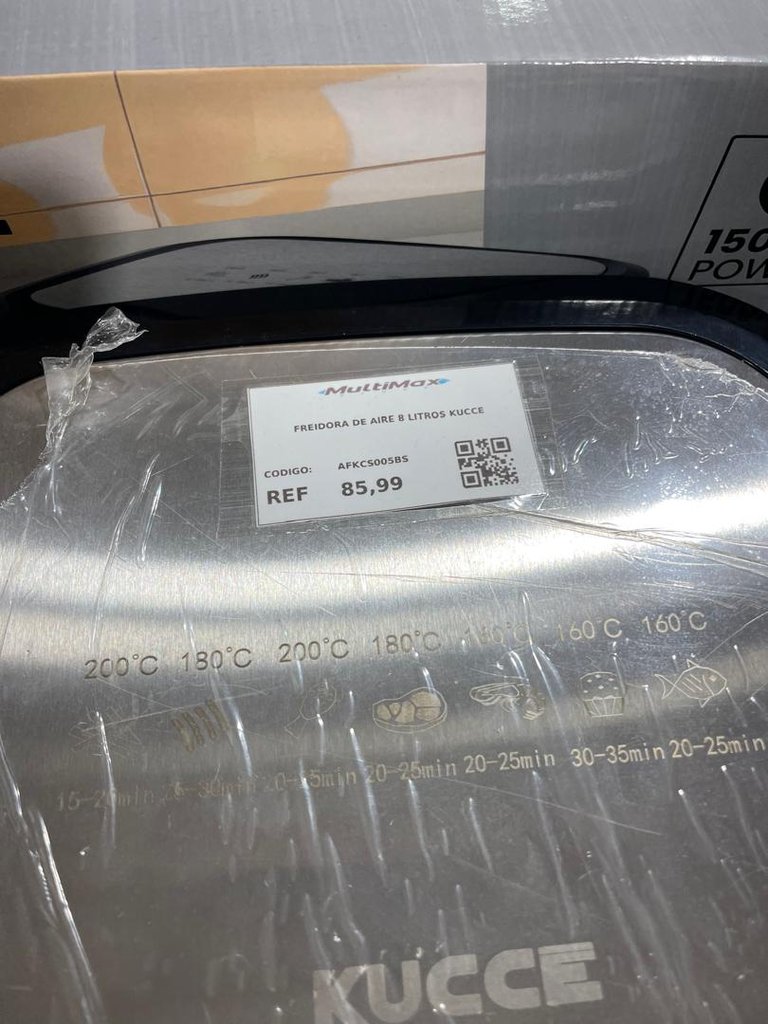 150
POW
MultiMax
FREIDORA DE AIRE 8 LITROS KUCCE
CODIGO: AFKCS005BS
REF 85,99
200°C 180°C 200°C 180°C 160°C 160°C 160°C
20-25min 20-25min 30-35min 20-25min
KUCCE